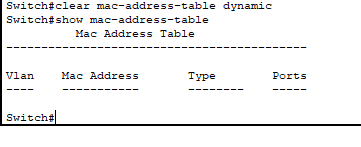 Switch#clear mac-address-table dynamic
Switch#show mac-address-table
          Mac Address Table
-------------------------------------------

Vlan    Mac Address       Type        Ports
----    -----------       --------    -----

Switch#